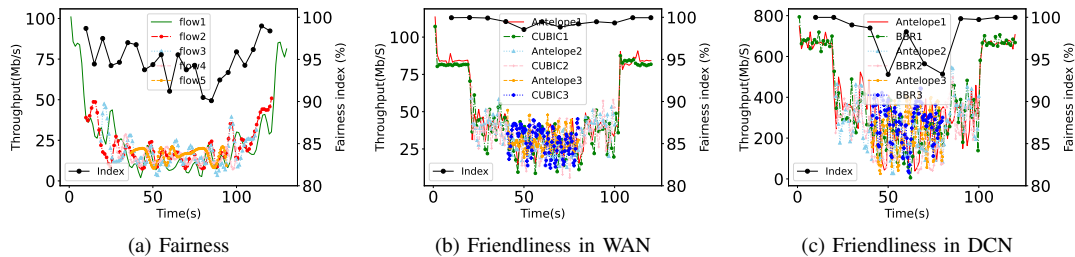 100
75
50
25
0
Throughput(Mb/S)
flow1
flow2
flow3
flow4
flow5
Index
100
95
90
85
80
Fairness index (%)
0
50
100
Time(s)
(a) Fairness
100
75
50
25
Throughput(Mb/S)
Antelope1
CUBIC1
Antelope2
CUBIC2
Antelope3
CUBIC3
Index
100
95
90
85
80
Fairness index (%)
0
50
100
Time(s)
(b) Friendliness in WAN
800
600
400
200
0
Throughput(Mb/S)
Antelope1
BBR1
Antelope2
BBR2
Antelope3
BBR3
Index
100
95
90
85
80
Fairness index (%)
0
50
100
Time(s)
(c) Friendliness in DCN